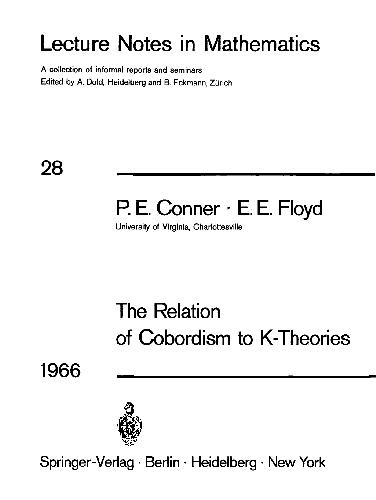 Lecture Notes in Mathematics
A collection of informal reports and seminars
Edited by A. Dold, Heidelberg and B. Eckmann, Zürich
28
P. E. Conner · E. E. Floyd
University of Virginia, Charlottesville
The Relation
of Cobordism to K-Theories
1966
Springer-Verlag · Berlin · Heidelberg · New York